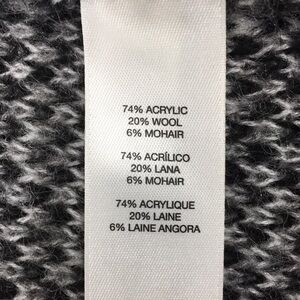 74% ACRYLIC
20% WOOL
6% MOHAIR
74% ACRÍLICO
20% LANA
6% MOHAIR
74% ACRYLIQUE
20% LAINE
6% LAINE ANGORA